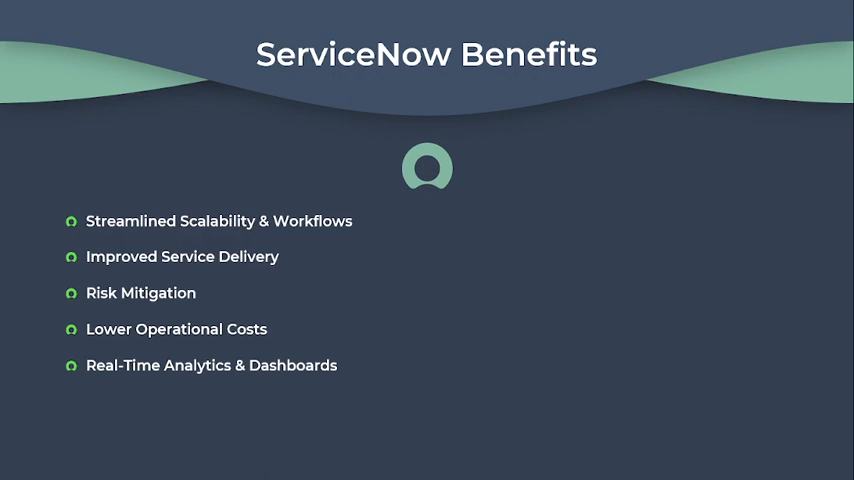 ServiceNow Benefits
Streamlined Scalability & Workflows
Improved Service Delivery
Risk Mitigation
Lower Operational Costs
Real-Time Analytics & Dashboards